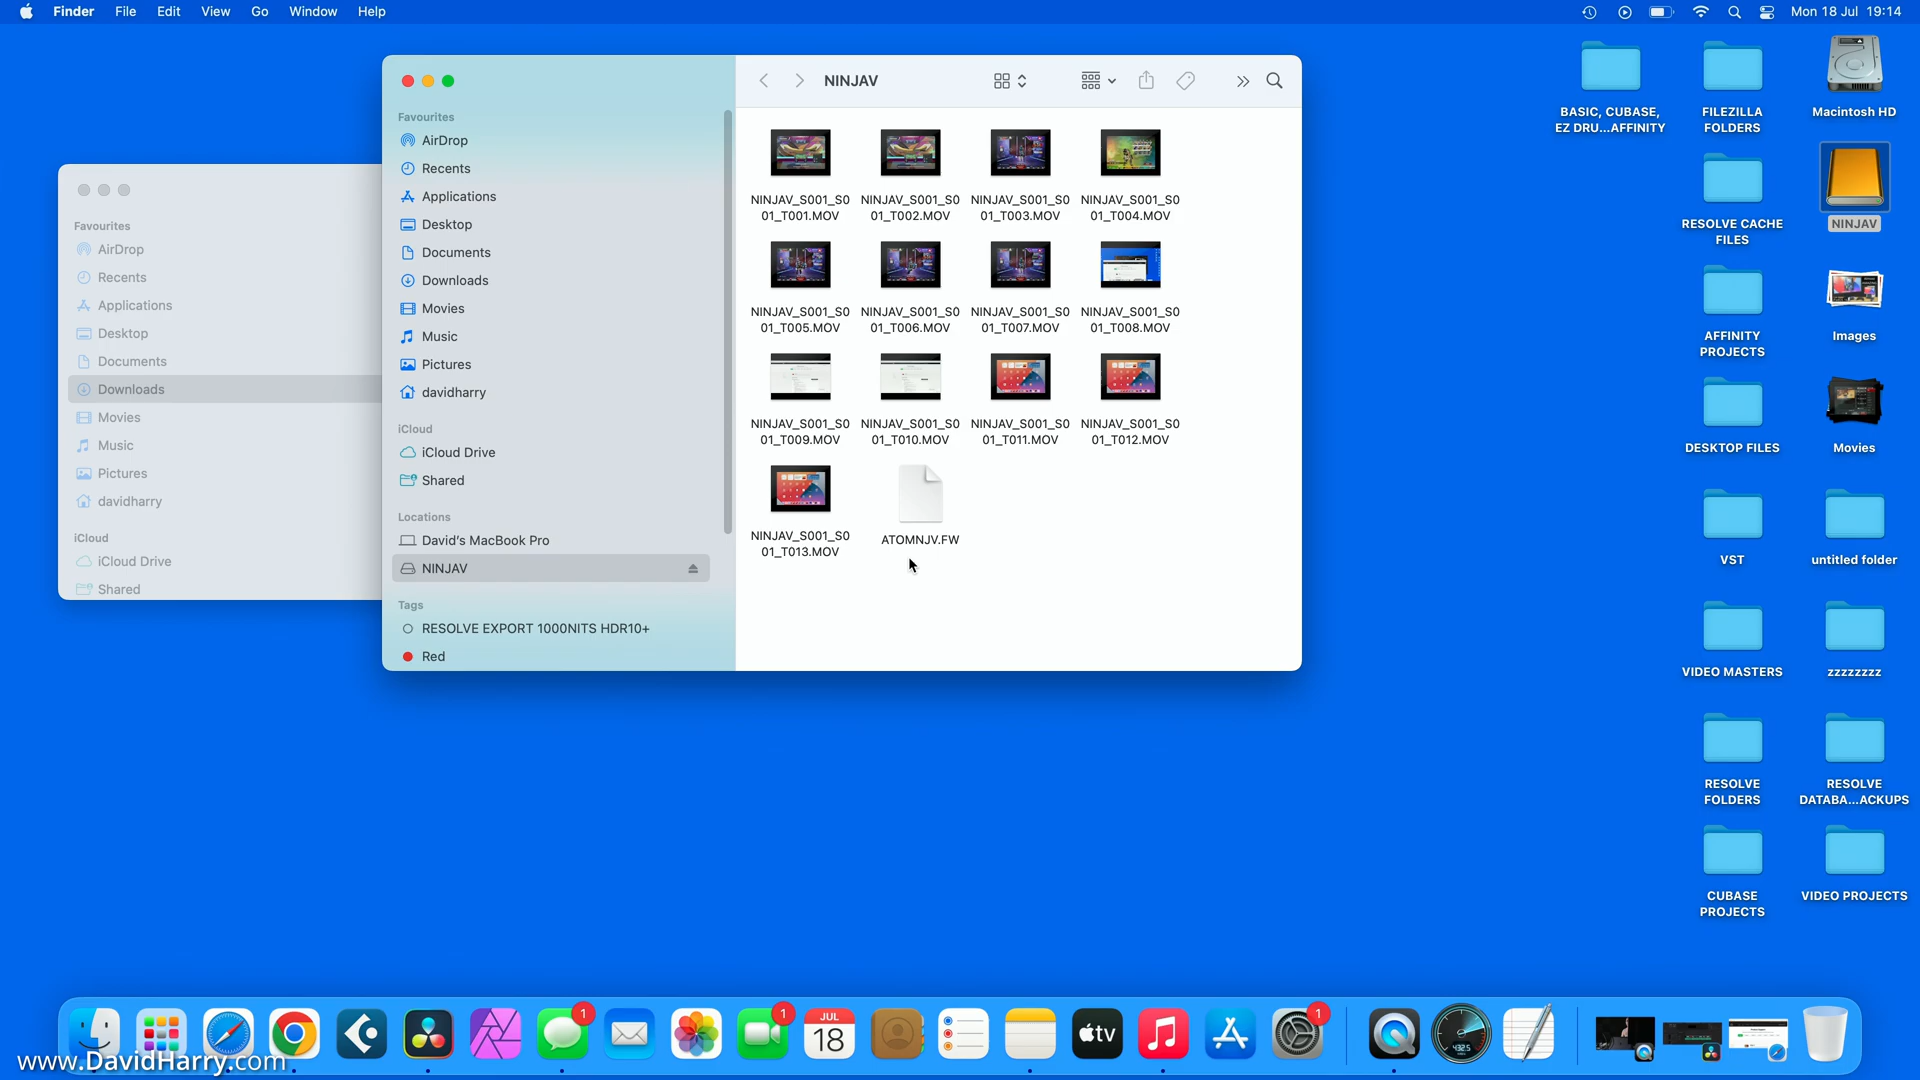 Finder File Edit View Go Window Help
Mon 18 Jul 19:14
Favourites
AirDrop
Recents
Applications
Desktop
Documents
Downloads
Movies
Music
Pictures
davidharry
iCloud
iCloud Drive
Shared
Favourites
AirDrop
Recents
Applications
Desktop
Documents
Downloads
Movies
Music
Pictures
davidharry
iCloud
iCloud Drive
Shared
Locations
David's MacBook Pro
NINJAV
Tags
RESOLVE EXPORT 1000NITS HDR10+
Red
NINJAV
NINJAV_S001_S0 NINJAV_S001_S0 NINJAV_S001_S0 NINJAV_S001_S0
01_T001.MOV 01_T002.MOV 01_T003.MOV 01_T004.MOV
NINJAV_S001_S0 NINJAV_S001_S0 NINJAV_S001_S0 NINJAV_S001_S0
01_T005.MOV 01_T006.MOV 01_T007.MOV 01_T008.MOV
NINJAV_S001_S0 NINJAV_S001_S0 NINJAV_S001_S0 NINJAV_S001_S0
01_T009.MOV 01_T010.MOV 01_T011.MOV 01_T012.MOV
NINJAV_S001_S0 ATOMNJV.FW
01_T013.MOV
BASIC, CUBASE, FILEZILLA Macintosh HD
EZ DRU...AFFINITY FOLDERS
RESOLVE CACHE NINJAV
FILES
AFFINITY Images
PROJECTS
DESKTOP FILES Movies
VST untitled folder
VIDEO MASTERS zzzzzzzz
RESOLVE RESOLVE
FOLDERS DATABA...ACKUPS
CUBASE VIDEO PROJECTS
PROJECTS
1 1 JUL 18 tv 1 432.5
www.DavidHarry.com